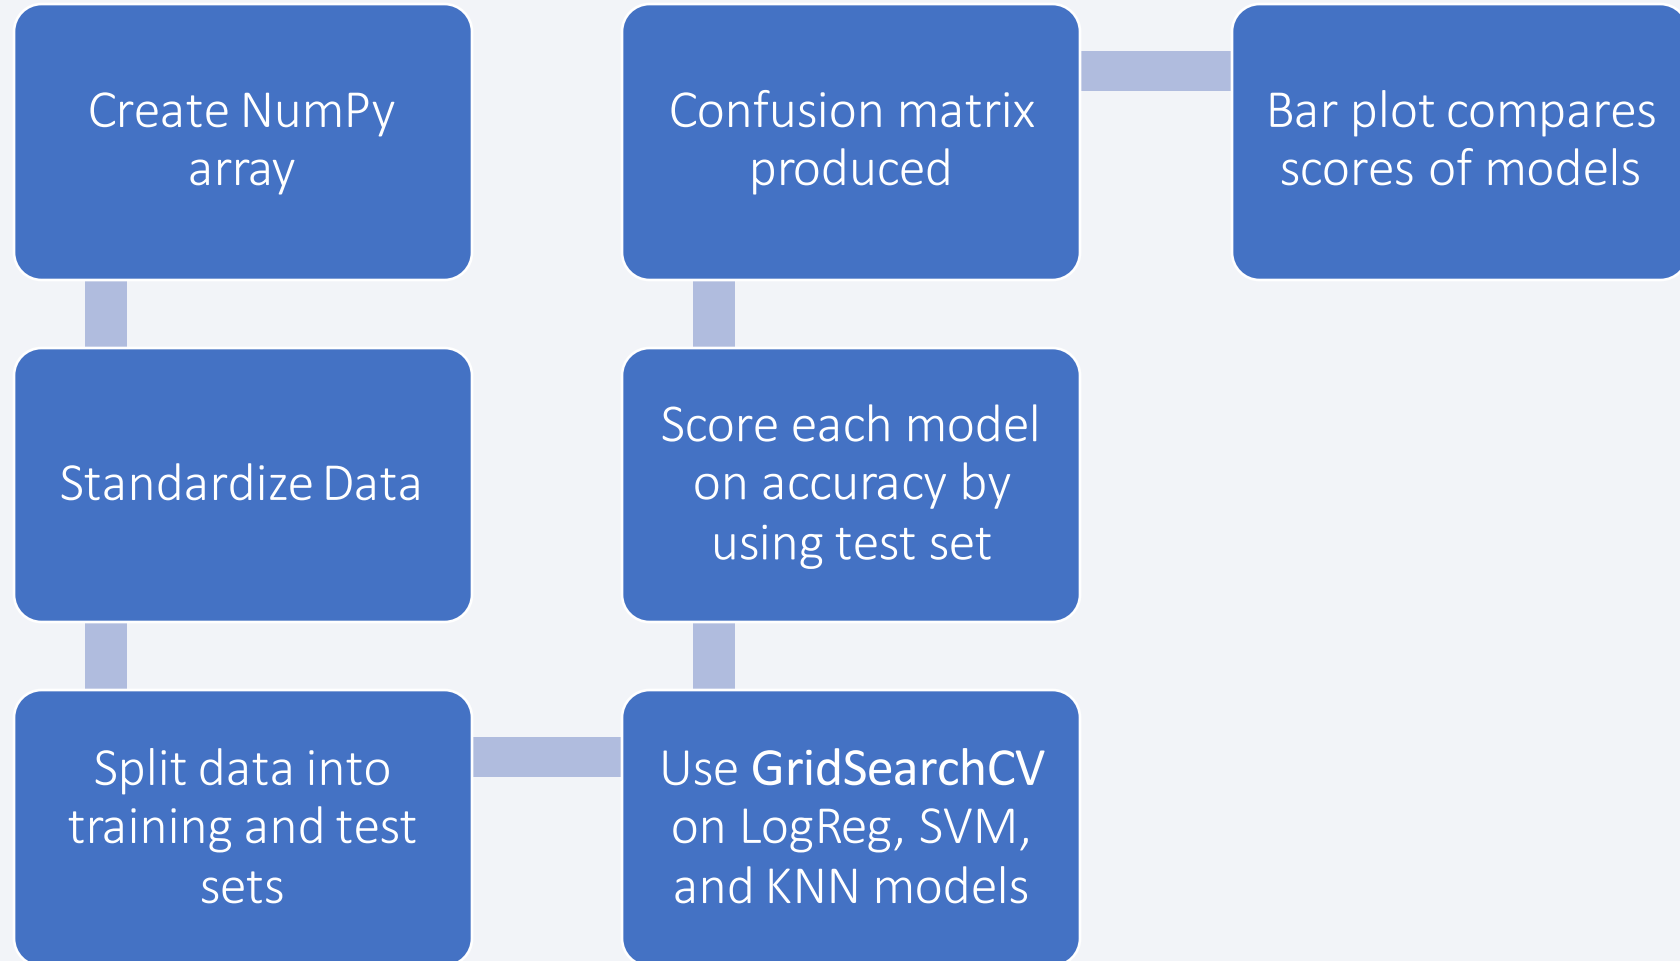 Create NumPy
array
Standardize Data
Split data into
training and test
sets
Use GridSearchCV
on LogReg, SVM,
and KNN models
Score each model
on accuracy by
using test set
Confusion matrix
produced
Bar plot compares
scores of models